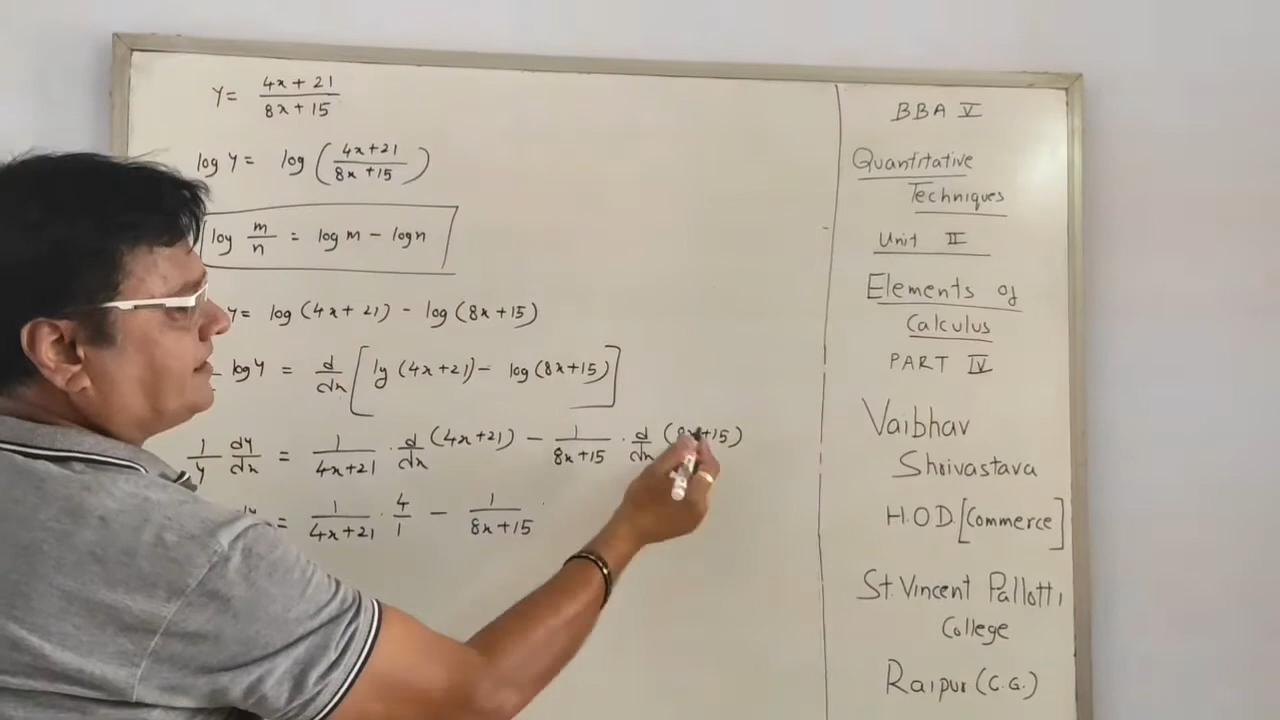 y = 4x + 21 / 8x + 15
log y = log ( 4x+21 / 8x+15 )
log m / n = log m - log n
y = log (4x + 21) - log (8x + 15)
log y = d / dx [ log (4x+21) - log (8x+15) ]
1 / y dy / dx = 1 / 4x+21 . d / dx (4x+21) - 1 / 8x+15 . d / dx (8x+15)
= 1 / 4x+21 . 4 / 1 - 1 / 8x+15
BBA V
Quantitative
Techniques
Unit II
Elements of
Calculus
PART IV
Vaibhav
Shrivastava
H.O.D. [Commerce]
St. Vincent Pallotti
College
Raipur (C.G.)